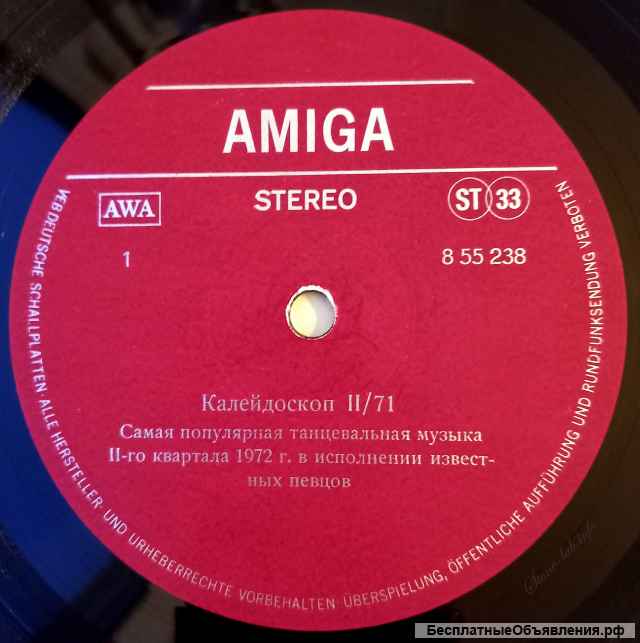 AMIGA
AWA
STEREO
ST 33
1
8 55 238
Калейдоскоп II/71
Самая популярная танцевальная музыка
II-го квартала 1972 г. в исполнении извест-
ных певцов
VEB DEUTSCHE SCHALLPLATTEN · ALLE HERSTELLER- UND URHEBERRECHTE VORBEHALTEN · ÜBERSPIELUNG, ÖFFENTLICHE AUFFÜHRUNG UND RUNDFUNKSENDUNG VERBOTEN
БесплатныеОбъявления.рф